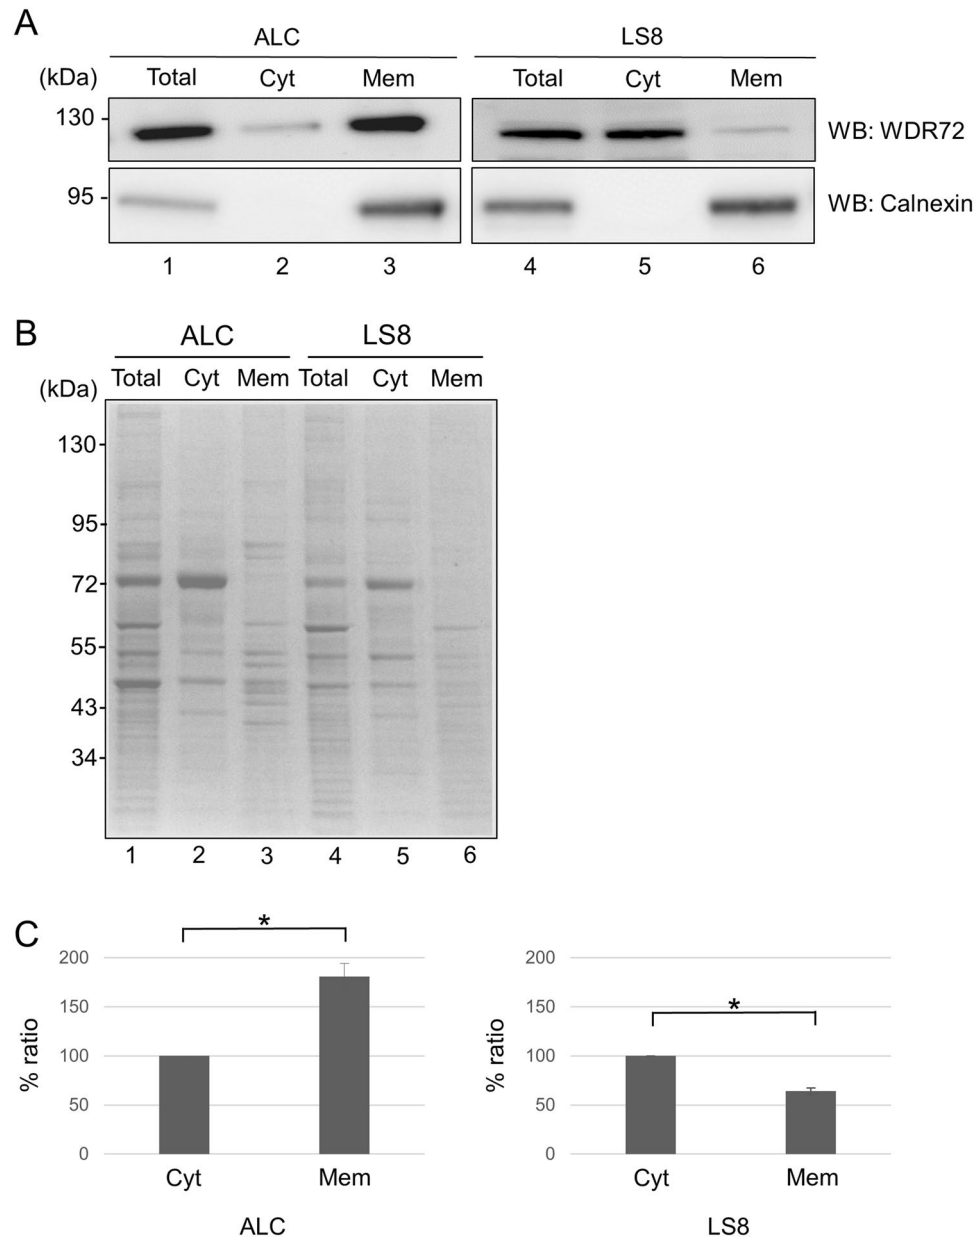 A
ALC LS8
(kDa) Total Cyt Mem Total Cyt Mem
130 - WB: WDR72
95 - WB: Calnexin
1 2 3 4 5 6
B
ALC LS8
(kDa) Total Cyt Mem Total Cyt Mem
130-
95-
72-
55-
43-
34-
1 2 3 4 5 6
C
* *
200 200
150 150
100 100
50 50
0 0
% ratio % ratio
Cyt Mem Cyt Mem
ALC LS8